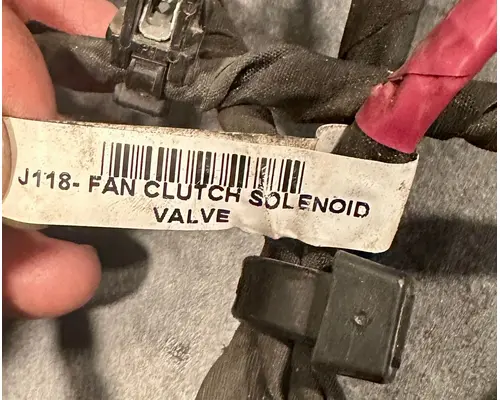 J118- FAN CLUTCH SOLENOID
VALVE